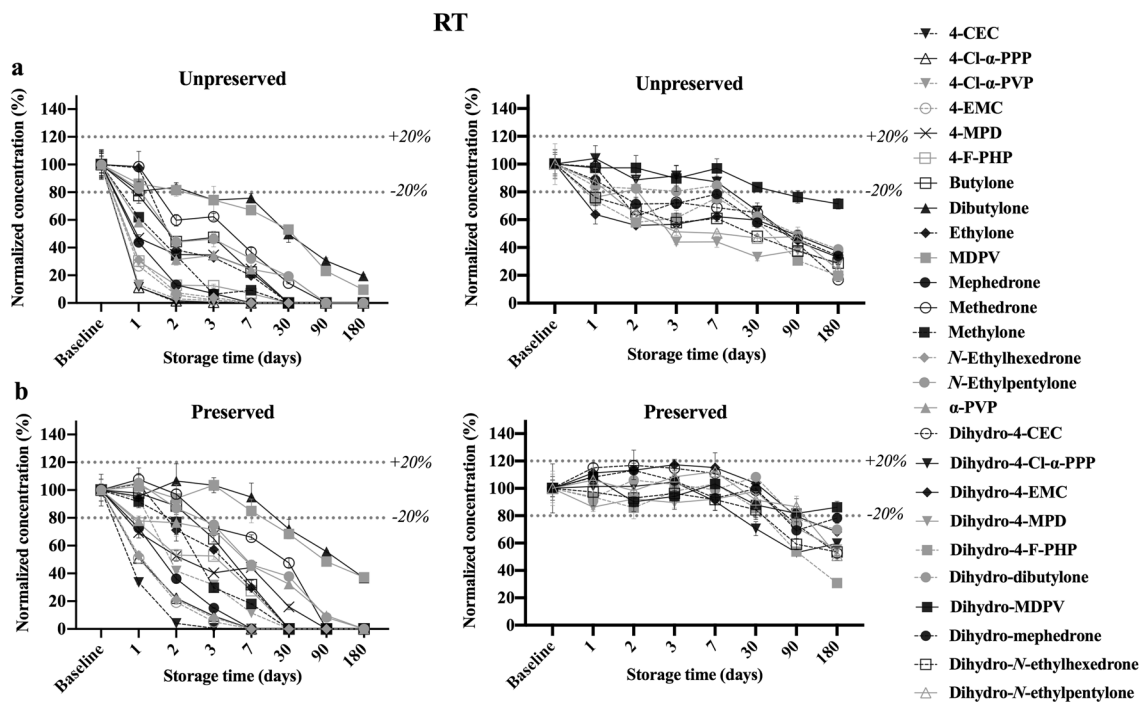 RT
a
Unpreserved
Normalized concentration (%)
140
120
100
80
60
40
20
0
+20%
-20%
Baseline
1
2
3
7
30
90
180
Storage time (days)
Unpreserved
Normalized concentration (%)
140
120
100
80
60
40
20
0
+20%
-20%
Baseline
1
2
3
7
30
90
180
Storage time (days)
b
Preserved
Normalized concentration (%)
140
120
100
80
60
40
20
0
+20%
-20%
Baseline
1
2
3
7
30
90
180
Storage time (days)
Preserved
Normalized concentration (%)
140
120
100
80
60
40
20
0
+20%
-20%
Baseline
1
2
3
7
30
90
180
Storage time (days)
4-CEC
4-Cl-α-PPP
4-Cl-α-PVP
4-EMC
4-MPD
4-F-PHP
Butylone
Dibutylone
Ethylone
MDPV
Mephedrone
Methedrone
Methylone
N-Ethylhexedrone
N-Ethylpentylone
α-PVP
Dihydro-4-CEC
Dihydro-4-Cl-α-PPP
Dihydro-4-EMC
Dihydro-4-MPD
Dihydro-4-F-PHP
Dihydro-dibutylone
Dihydro-MDPV
Dihydro-mephedrone
Dihydro-N-ethylhexedrone
Dihydro-N-ethylpentylone